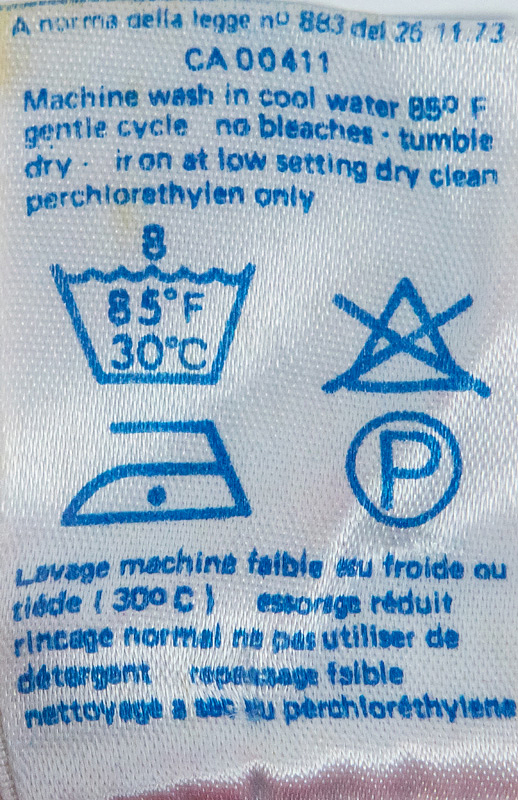 A norma della legge nº 883 del 26 11.73
CA 00411
Machine wash in cool water 85º F
gentle cycle no bleaches · tumble
dry · iron at low setting dry clean
perchlorethylen only
8
85°F
30°C
P
Lavage machine faible eau froide ou
tiéde ( 30º C ) essorage réduit
rincage normal ne pas utiliser de
détergent repassage faible
nettoyage a sec au perchloréthylene